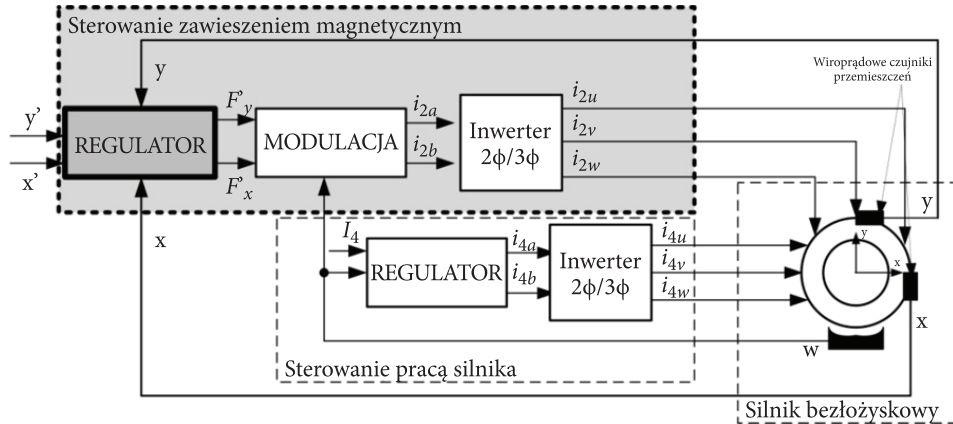 Sterowanie zawieszeniem magnetycznym
y
Wiroprądowe czujniki
przemieszczeń
y'
x'
REGULATOR
F'y
F'x
MODULACJA
i2a
i2b
Inwerter
2ϕ/3ϕ
i2u
i2v
i2w
x
I4
REGULATOR
i4a
i4b
Inwerter
2ϕ/3ϕ
i4u
i4v
i4w
y
y
x
x
w
Sterowanie pracą silnika
Silnik bezłożyskowy